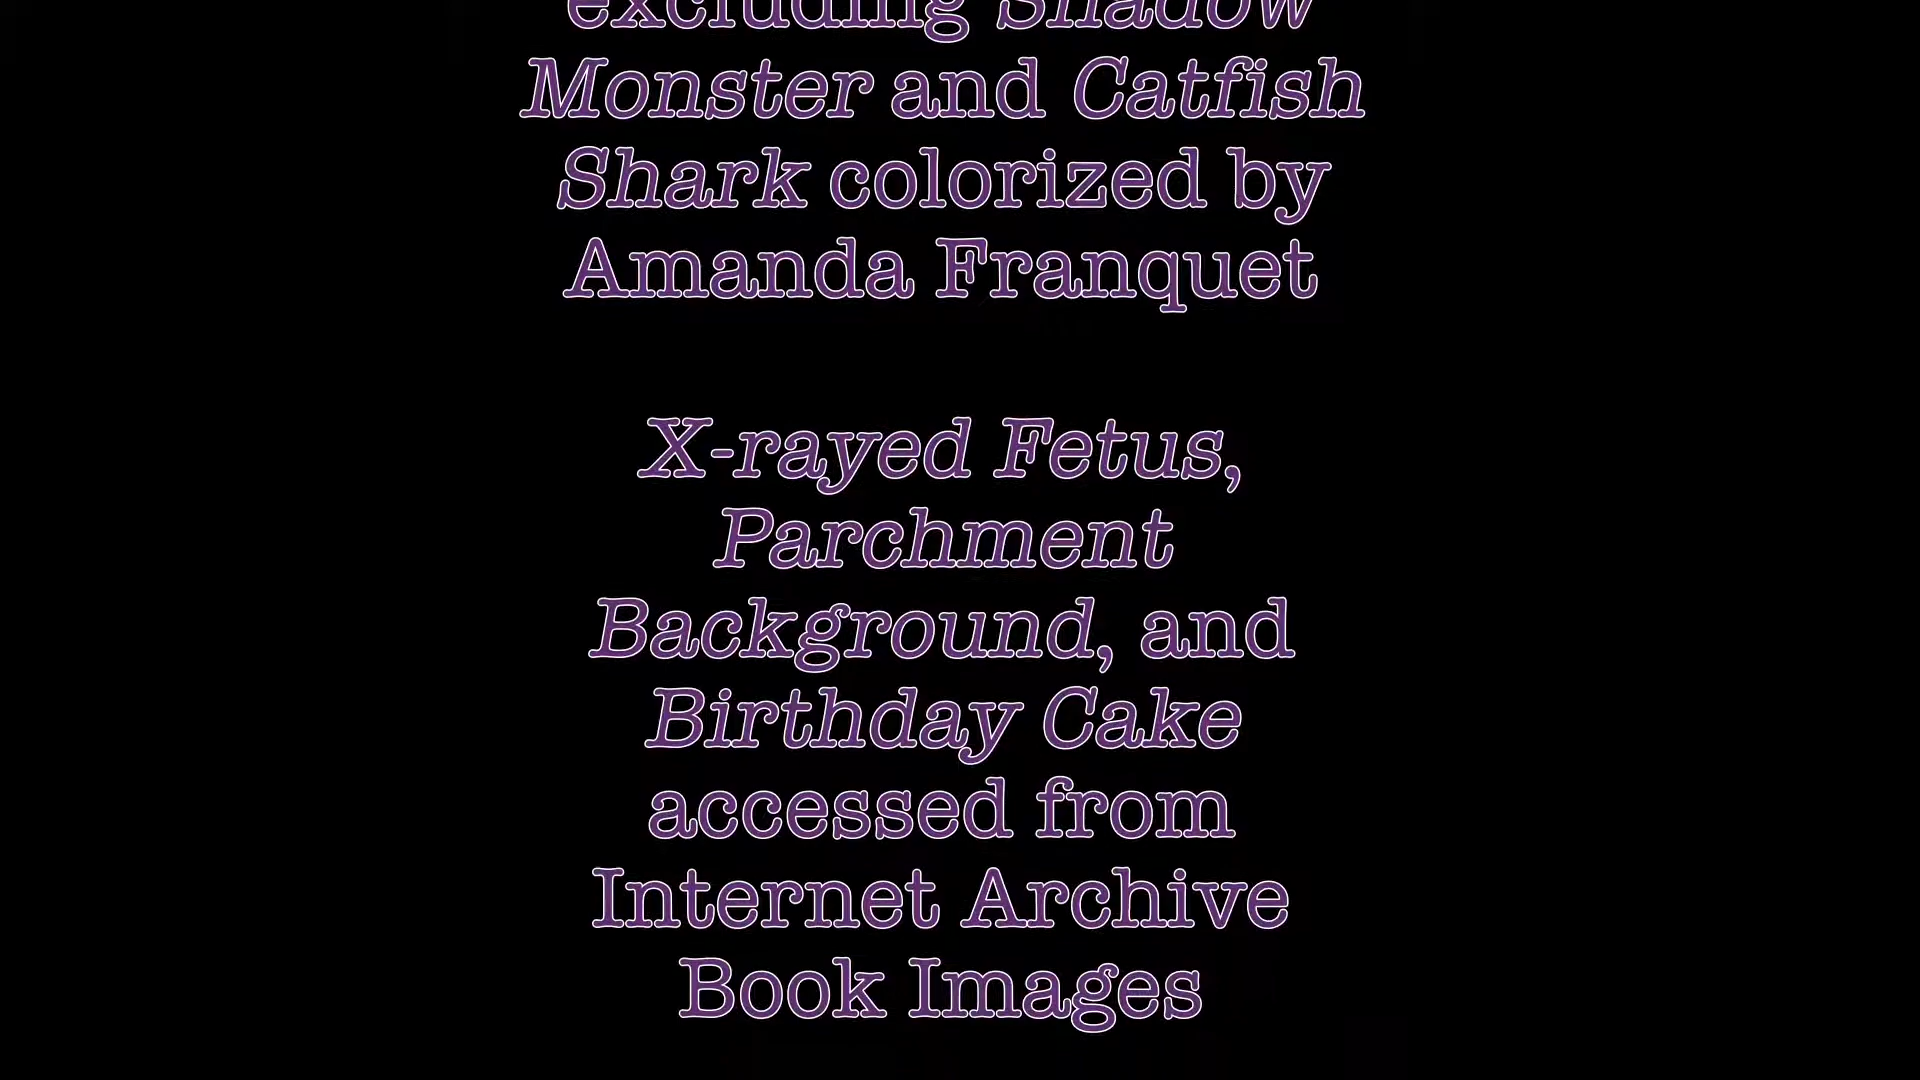 excluding Shadow
Monster and Catfish
Shark colorized by
Amanda Franquet
X-rayed Fetus,
Parchment
Background, and
Birthday Cake
accessed from
Internet Archive
Book Images